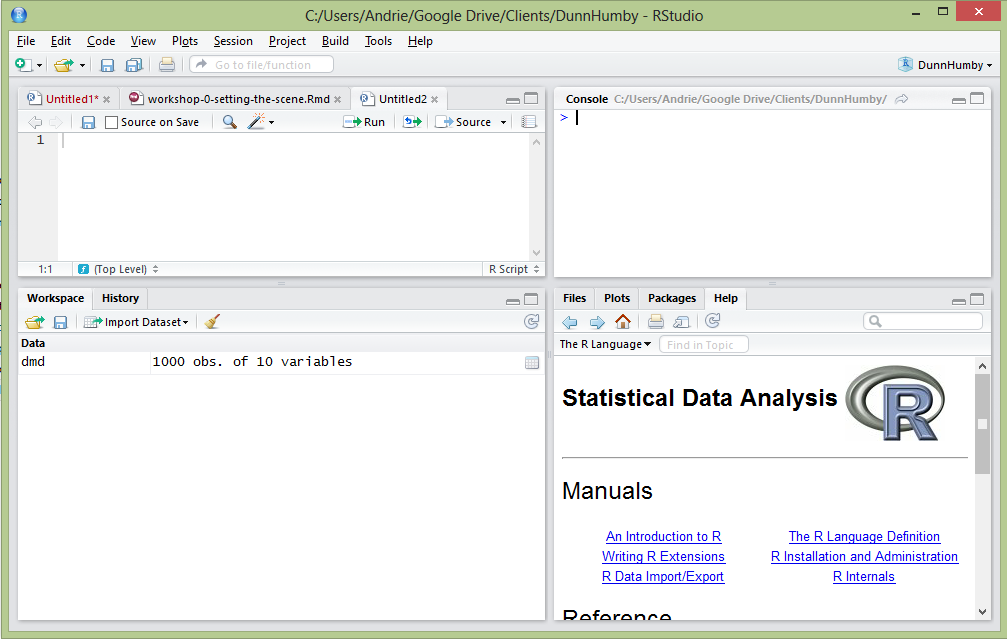 C:/Users/Andrie/Google Drive/Clients/DunnHumby - RStudio
File Edit Code View Plots Session Project Build Tools Help
Go to file/function
DunnHumby
Untitled1* workshop-0-setting-the-scene.Rmd Untitled2
Source on Save Run Source
1
1:1 (Top Level) R Script
Console C:/Users/Andrie/Google Drive/Clients/DunnHumby/
>
Workspace History
Import Dataset
Data
dmd 1000 obs. of 10 variables
Files Plots Packages Help
The R Language Find in Topic
Statistical Data Analysis R
Manuals
An Introduction to R The R Language Definition
Writing R Extensions R Installation and Administration
R Data Import/Export R Internals
Reference